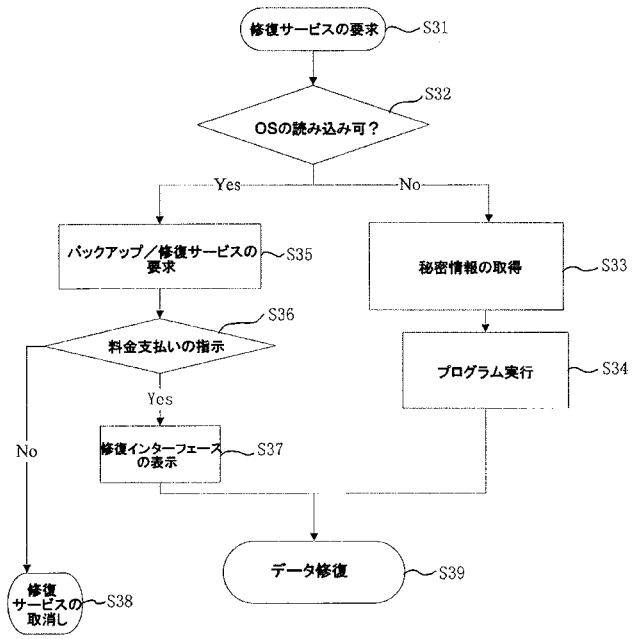 修復サービスの要求
S31
S32
OSの読み込み可？
Yes
No
バックアップ／修復サービスの
要求
S35
秘密情報の取得
S33
S36
料金支払いの指示
プログラム実行
S34
Yes
No
修復インターフェース
の表示
S37
データ修復
S39
修復
サービスの
取消し
S38